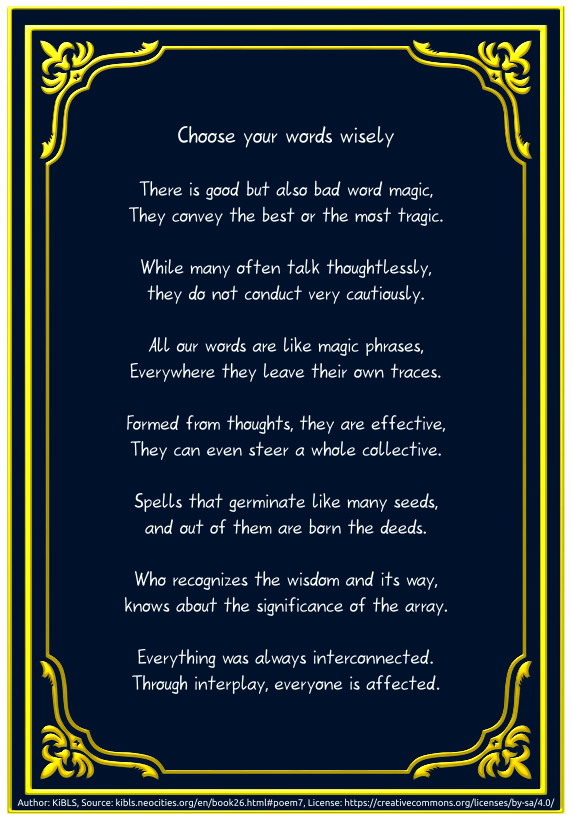 Choose your words wisely
There is good but also bad word magic,
They convey the best or the most tragic.
While many often talk thoughtlessly,
they do not conduct very cautiously.
All our words are like magic phrases,
Everywhere they leave their own traces.
Formed from thoughts, they are effective,
They can even steer a whole collective.
Spells that germinate like many seeds,
and out of them are born the deeds.
Who recognizes the wisdom and its way,
knows about the significance of the array.
Everything was always interconnected.
Through interplay, everyone is affected.
Author: KiBLS, Source: kibls.neocities.org/en/book26.html#poem7, License: https://creativecommons.org/licenses/by-sa/4.0/